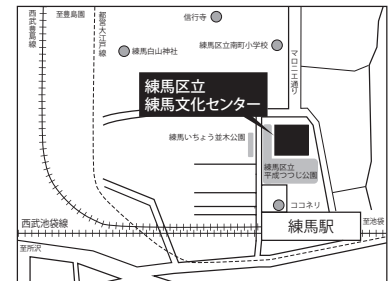 西武豊島線
至豊島園
都営大江戸線
信行寺
練馬白山神社
練馬区立南町小学校
マロニエ通り
練馬区立
練馬文化センター
練馬いちょう並木公園
練馬区立
平成つつじ公園
ココネリ
西武池袋線
練馬駅
至池袋
至所沢